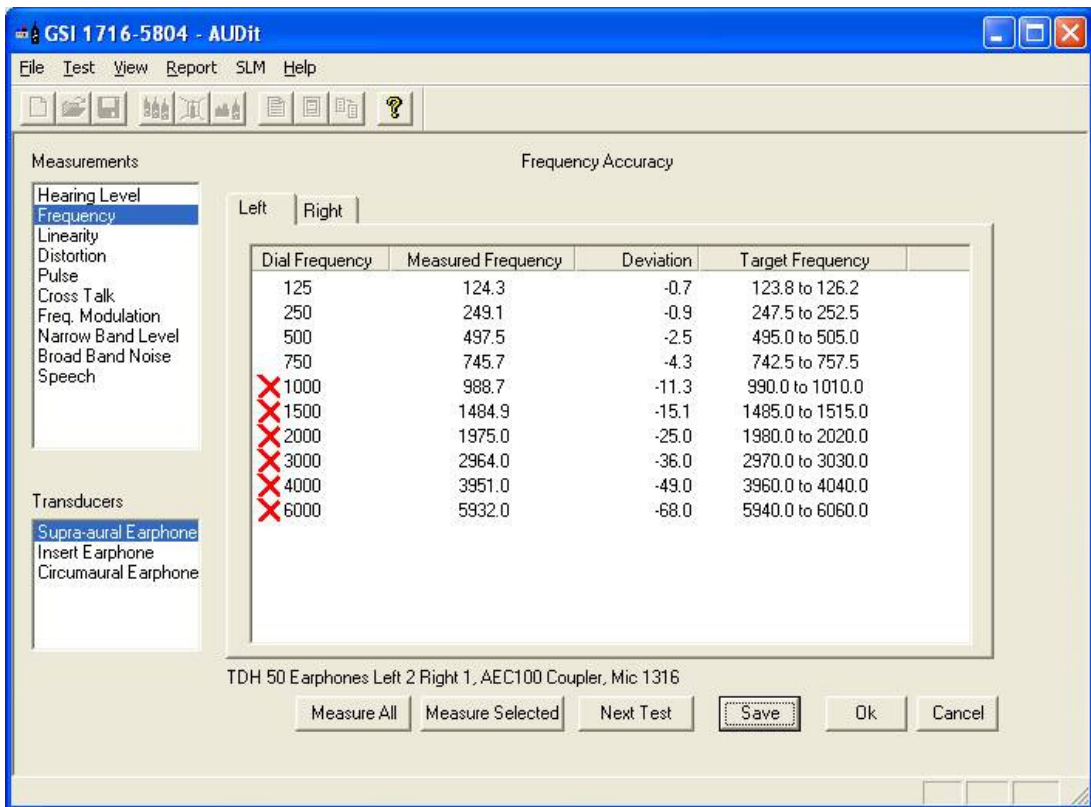 GSI 1716-5804 - AUDit
File Test View Report SLM Help
Measurements
Frequency Accuracy
Hearing Level
Frequency
Linearity
Distortion
Pulse
Cross Talk
Freq. Modulation
Narrow Band Level
Broad Band Noise
Speech
Left Right
Dial Frequency Measured Frequency Deviation Target Frequency
125 124.3 -0.7 123.8 to 126.2
250 249.1 -0.9 247.5 to 252.5
500 497.5 -2.5 495.0 to 505.0
750 745.7 -4.3 742.5 to 757.5
1000 988.7 -11.3 990.0 to 1010.0
1500 1484.9 -15.1 1485.0 to 1515.0
2000 1975.0 -25.0 1980.0 to 2020.0
3000 2964.0 -36.0 2970.0 to 3030.0
4000 3951.0 -49.0 3960.0 to 4040.0
6000 5932.0 -68.0 5940.0 to 6060.0
Transducers
Supra-aural Earphone
Insert Earphone
Circumaural Earphone
TDH 50 Earphones Left 2 Right 1, AEC100 Coupler, Mic 1316
Measure All Measure Selected Next Test Save Ok Cancel